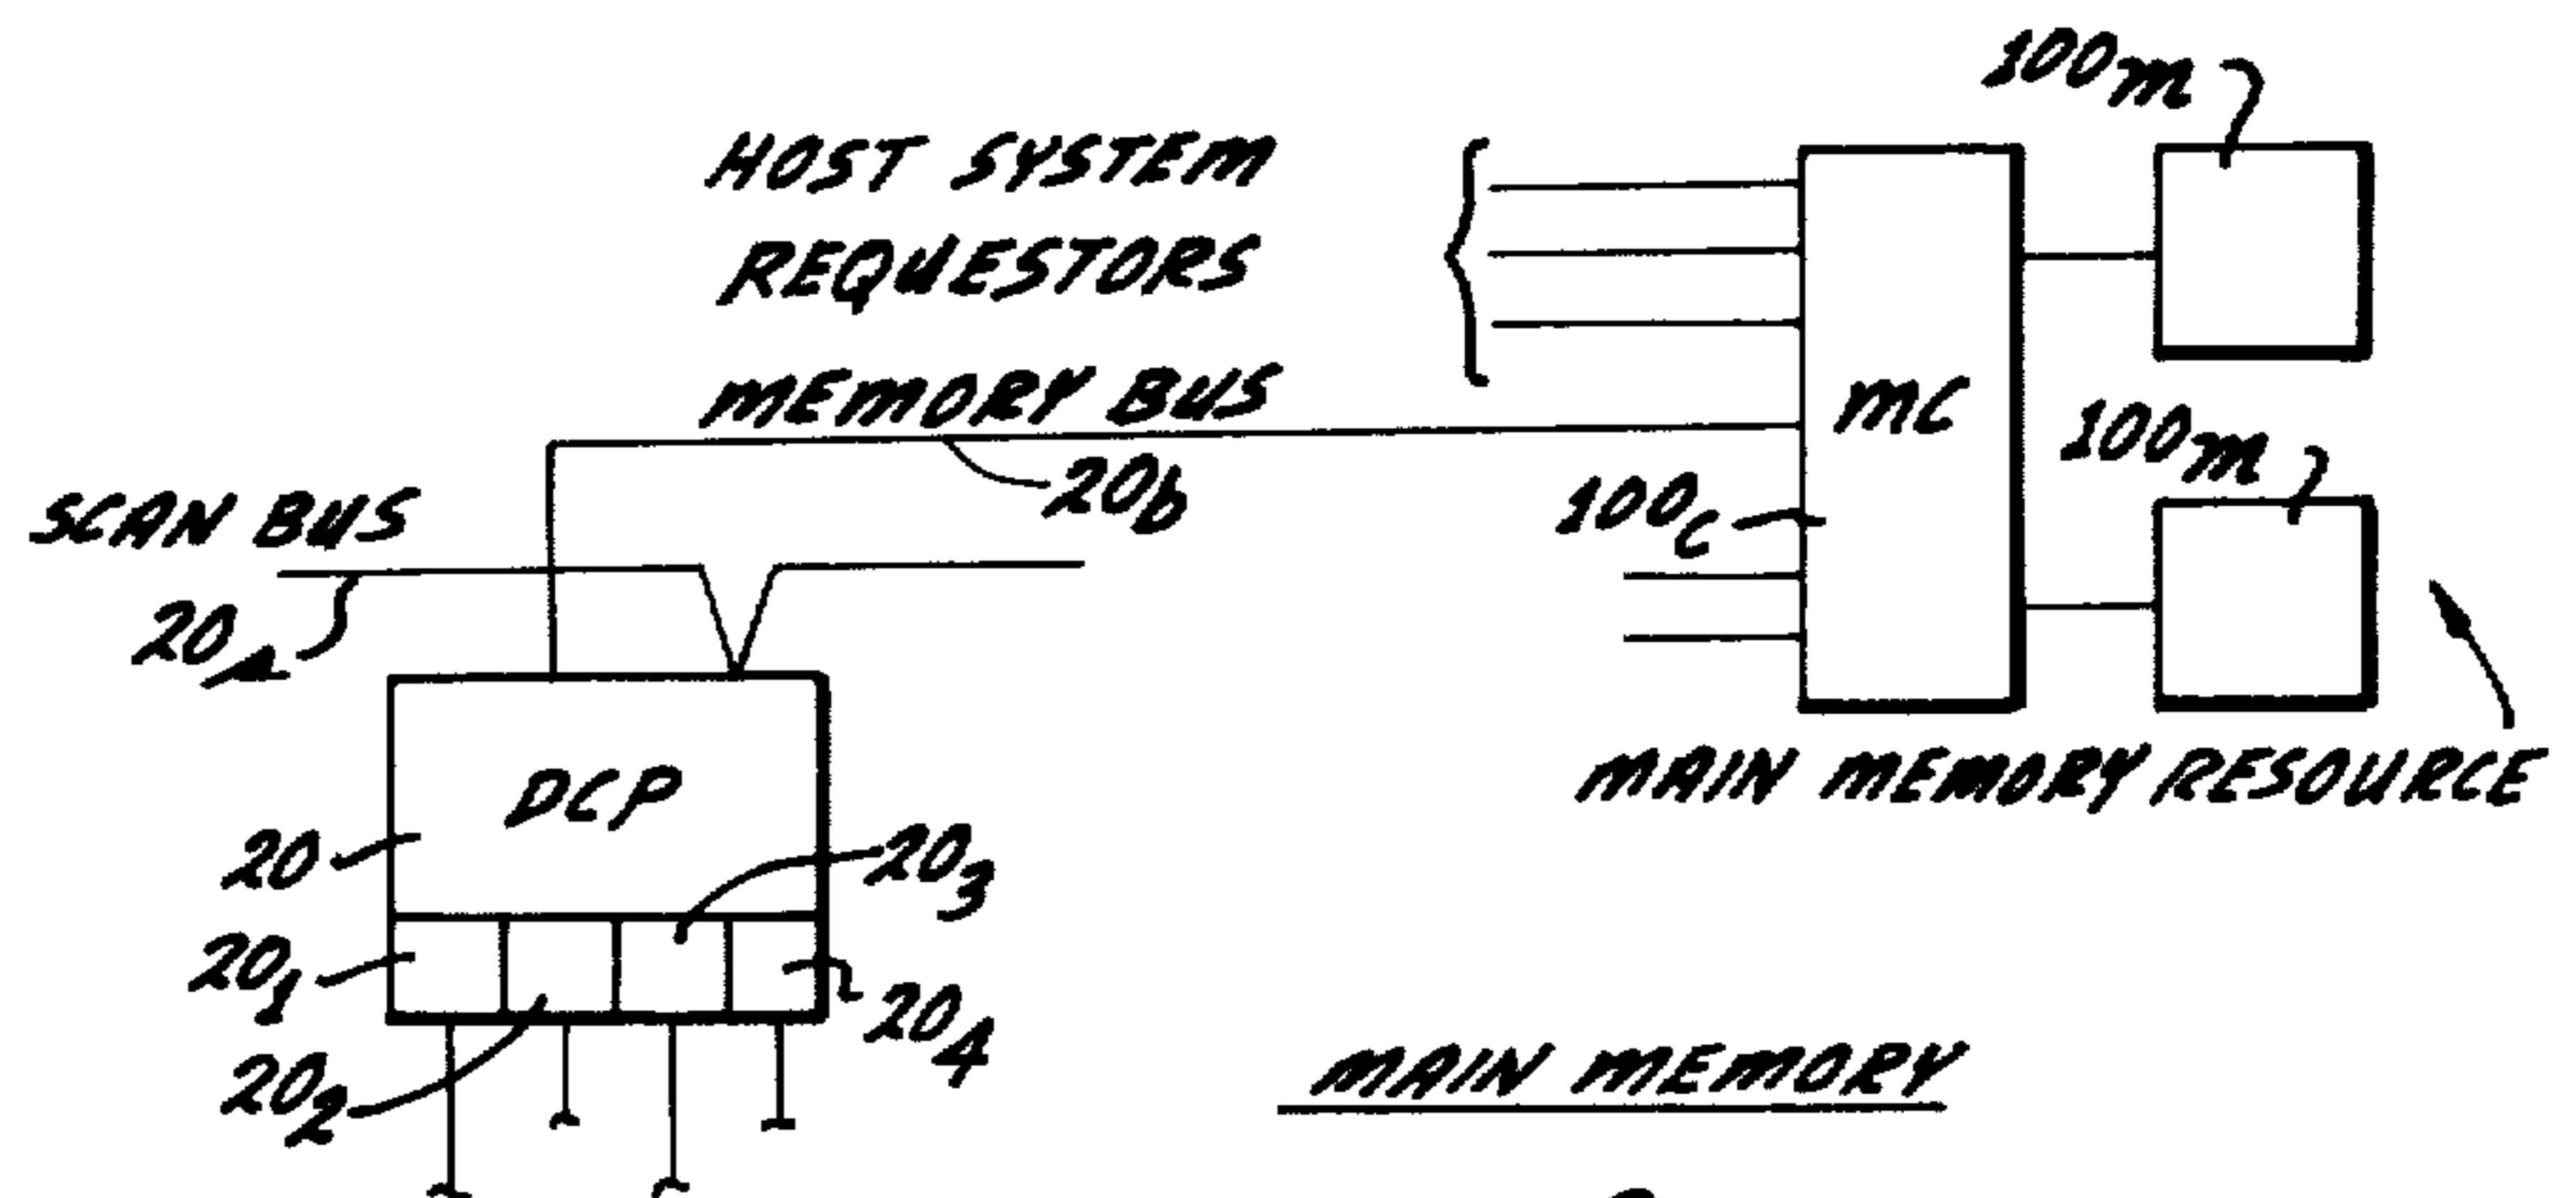 100m
HOST SYSTEM
REQUESTORS
MEMORY BUS
MC
100m
20b
100c
SCAN BUS
20
MAIN MEMORY RESOURCE
DCP
20
203
201
204
202
MAIN MEMORY